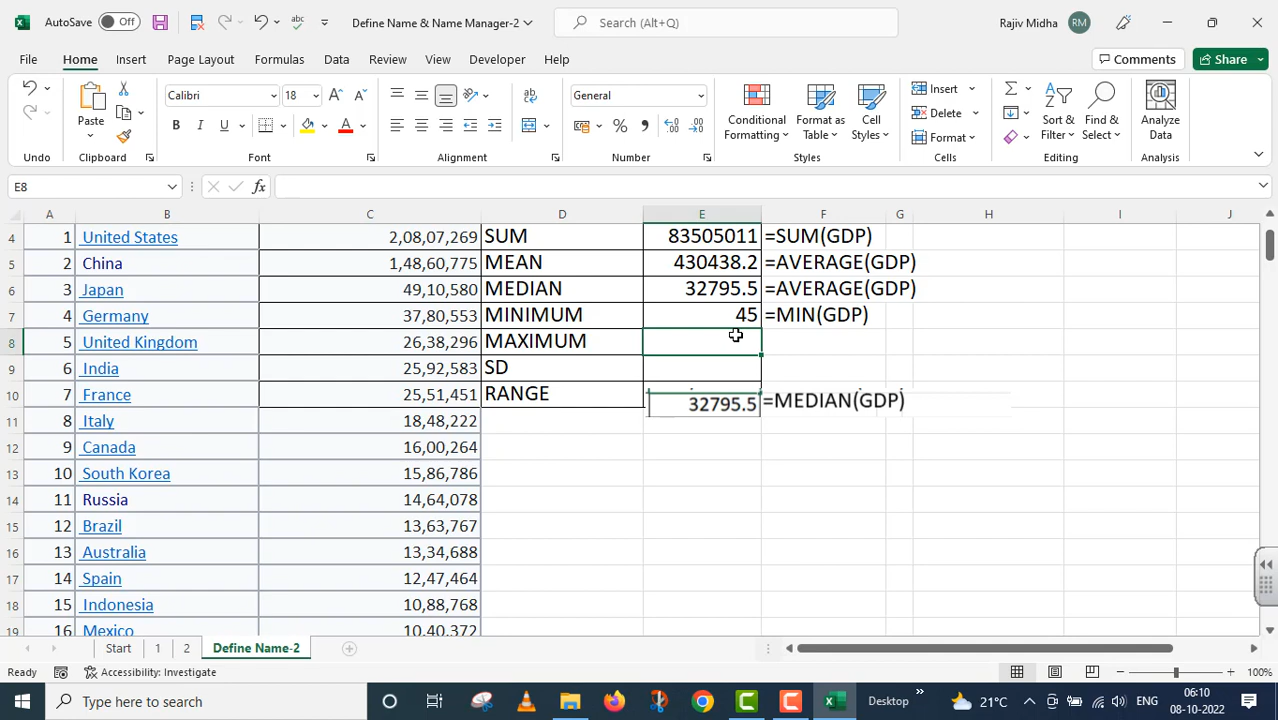 AutoSave Off Define Name & Name Manager-2 Search (Alt+Q) Rajiv Midha RM
File Home Insert Page Layout Formulas Data Review View Developer Help Comments Share
Paste Calibri 18 General Conditional Formatting Format as Table Cell Styles Insert Delete Format Sort & Filter Find & Select Analyze Data
Undo Clipboard Font Alignment Number Styles Cells Editing Analysis
E8 fx
A B C D E F G H I J
4 1 United States 2,08,07,269 SUM 83505011 =SUM(GDP)
5 2 China 1,48,60,775 MEAN 430438.2 =AVERAGE(GDP)
6 3 Japan 49,10,580 MEDIAN 32795.5 =AVERAGE(GDP)
7 4 Germany 37,80,553 MINIMUM 45 =MIN(GDP)
8 5 United Kingdom 26,38,296 MAXIMUM
9 6 India 25,92,583 SD
10 7 France 25,51,451 RANGE 32795.5 =MEDIAN(GDP)
11 8 Italy 18,48,222
12 9 Canada 16,00,264
13 10 South Korea 15,86,786
14 11 Russia 14,64,078
15 12 Brazil 13,63,767
16 13 Australia 13,34,688
17 14 Spain 12,47,464
18 15 Indonesia 10,88,768
19 16 Mexico 10,40,372
Start 1 2 Define Name-2
Ready Accessibility: Investigate 100%
Type here to search Desktop 21°C ENG 06:10
08-10-2022